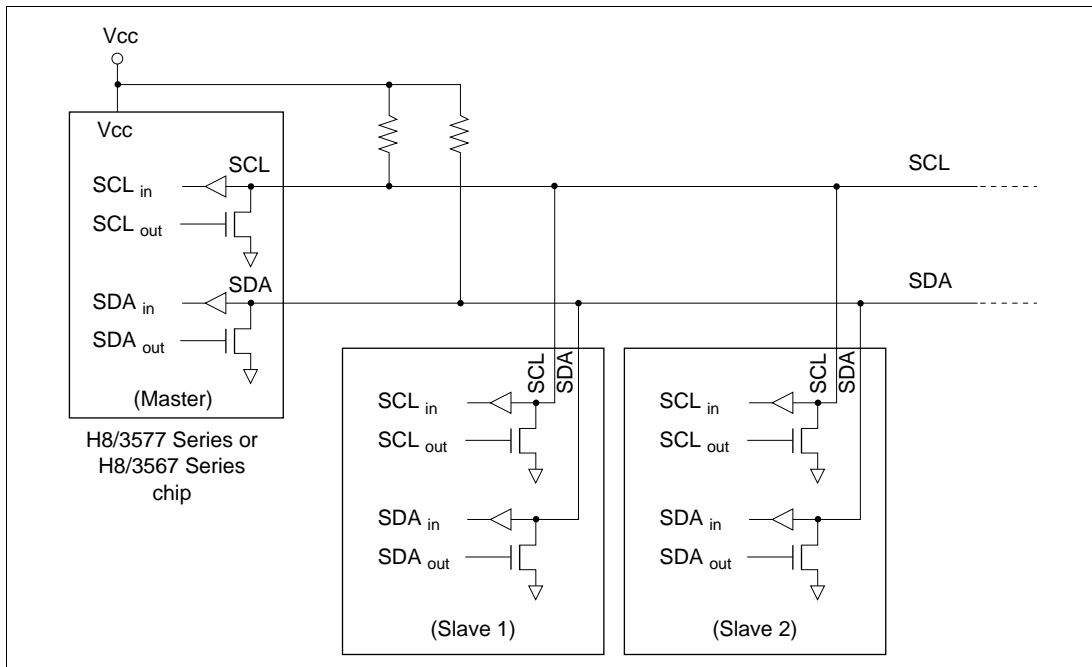 Vcc
Vcc
SCL
SCL in
SCL out
SDA
SDA in
SDA out
(Master)
H8/3577 Series or
H8/3567 Series
chip
SCL
SDA
SCL
SDA
SCL in
SCL out
SDA in
SDA out
(Slave 1)
SCL
SDA
SCL in
SCL out
SDA in
SDA out
(Slave 2)